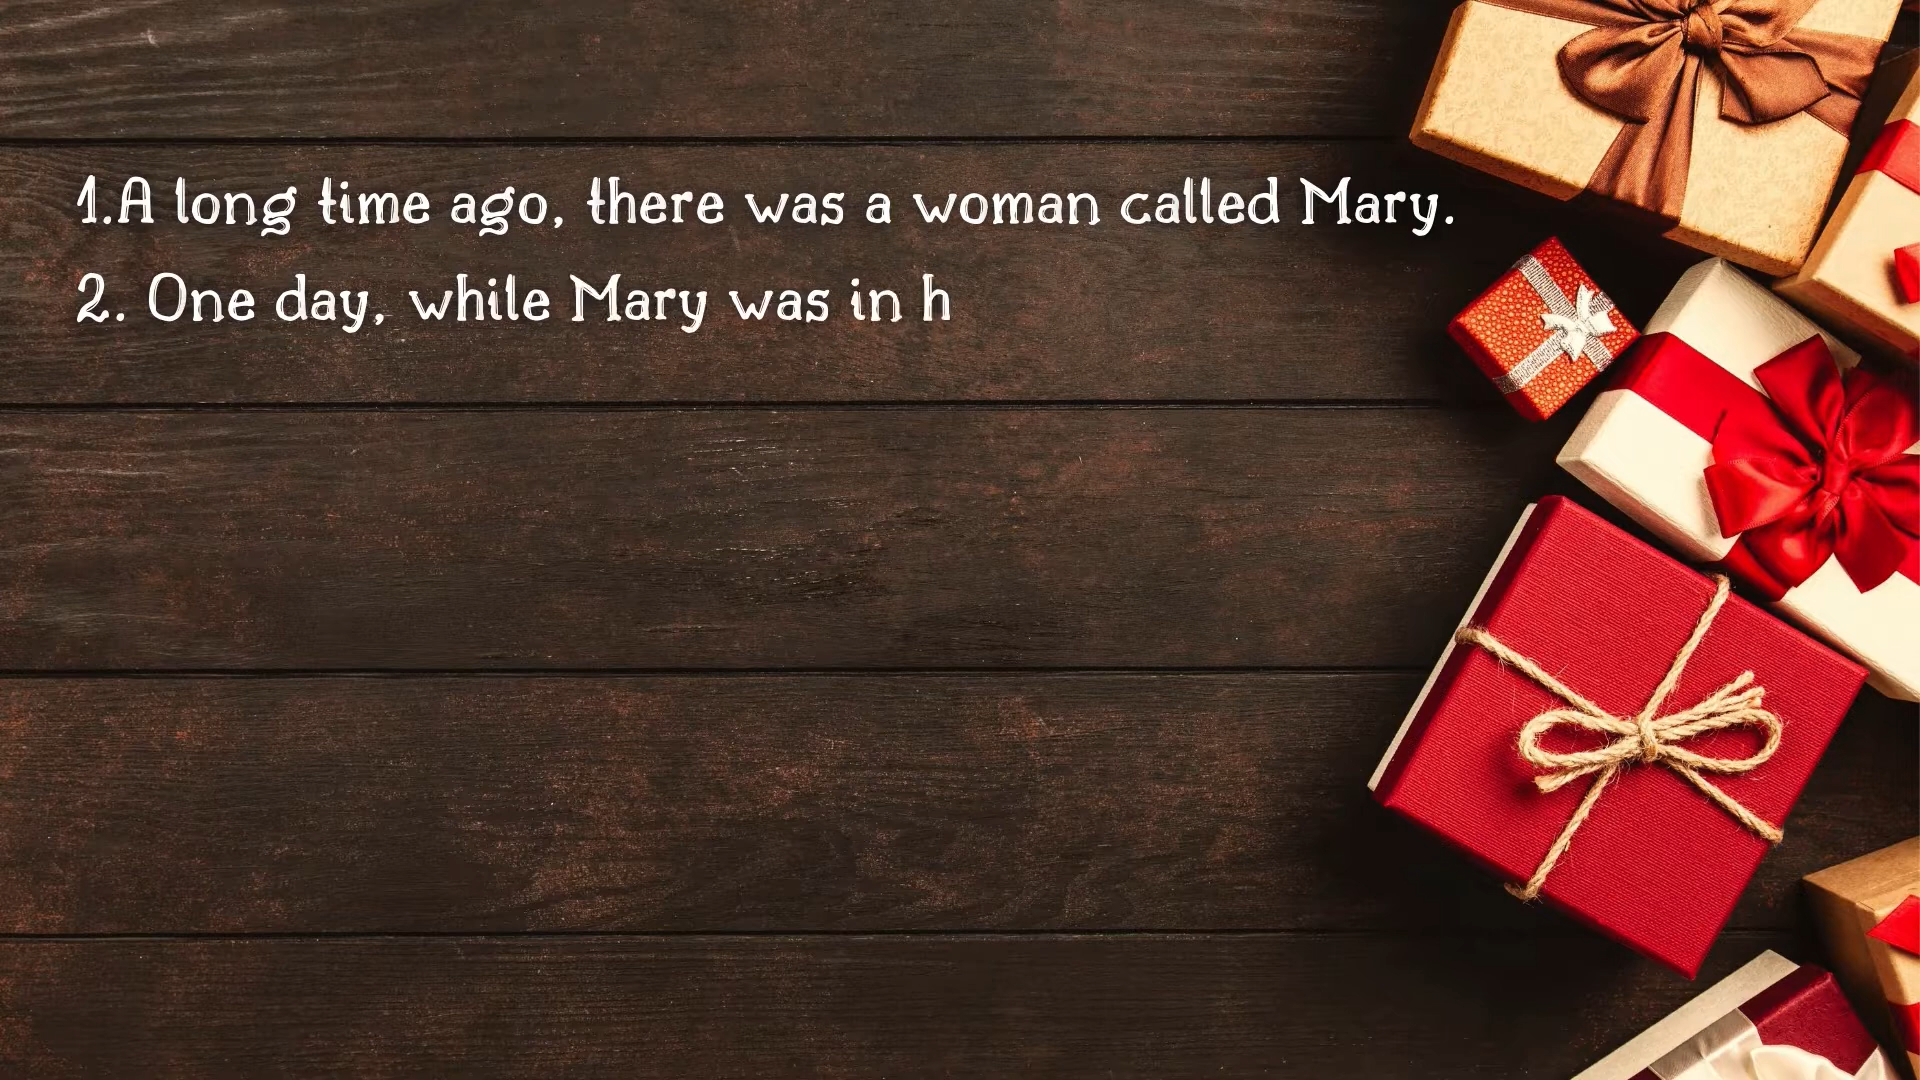 1.A long time ago, there was a woman called Mary.
2. One day, while Mary was in h